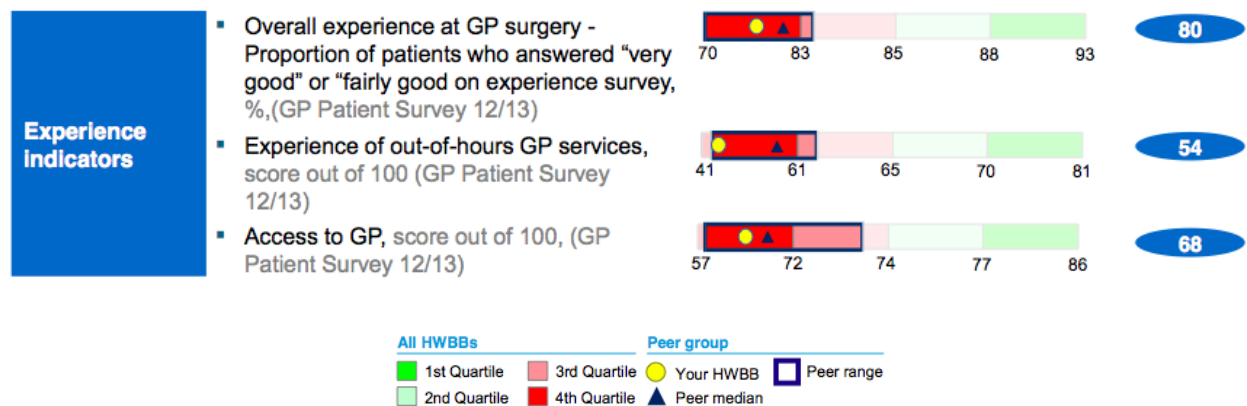 Experience
indicators
▪ Overall experience at GP surgery -
Proportion of patients who answered “very
good” or “fairly good on experience survey,
%,(GP Patient Survey 12/13)
70 83 85 88 93
80
▪ Experience of out-of-hours GP services,
score out of 100 (GP Patient Survey
12/13)
41 61 65 70 81
54
▪ Access to GP, score out of 100, (GP
Patient Survey 12/13)
57 72 74 77 86
68
All HWBBs
1st Quartile 3rd Quartile
2nd Quartile 4th Quartile
Peer group
Your HWBB Peer range
Peer median